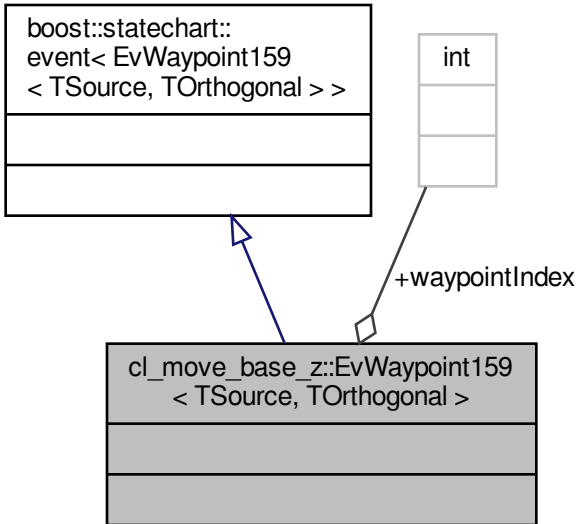 boost::statechart::
event< EvWaypoint159
< TSource, TOrthogonal > >
int
+waypointIndex
cl_move_base_z::EvWaypoint159
< TSource, TOrthogonal >